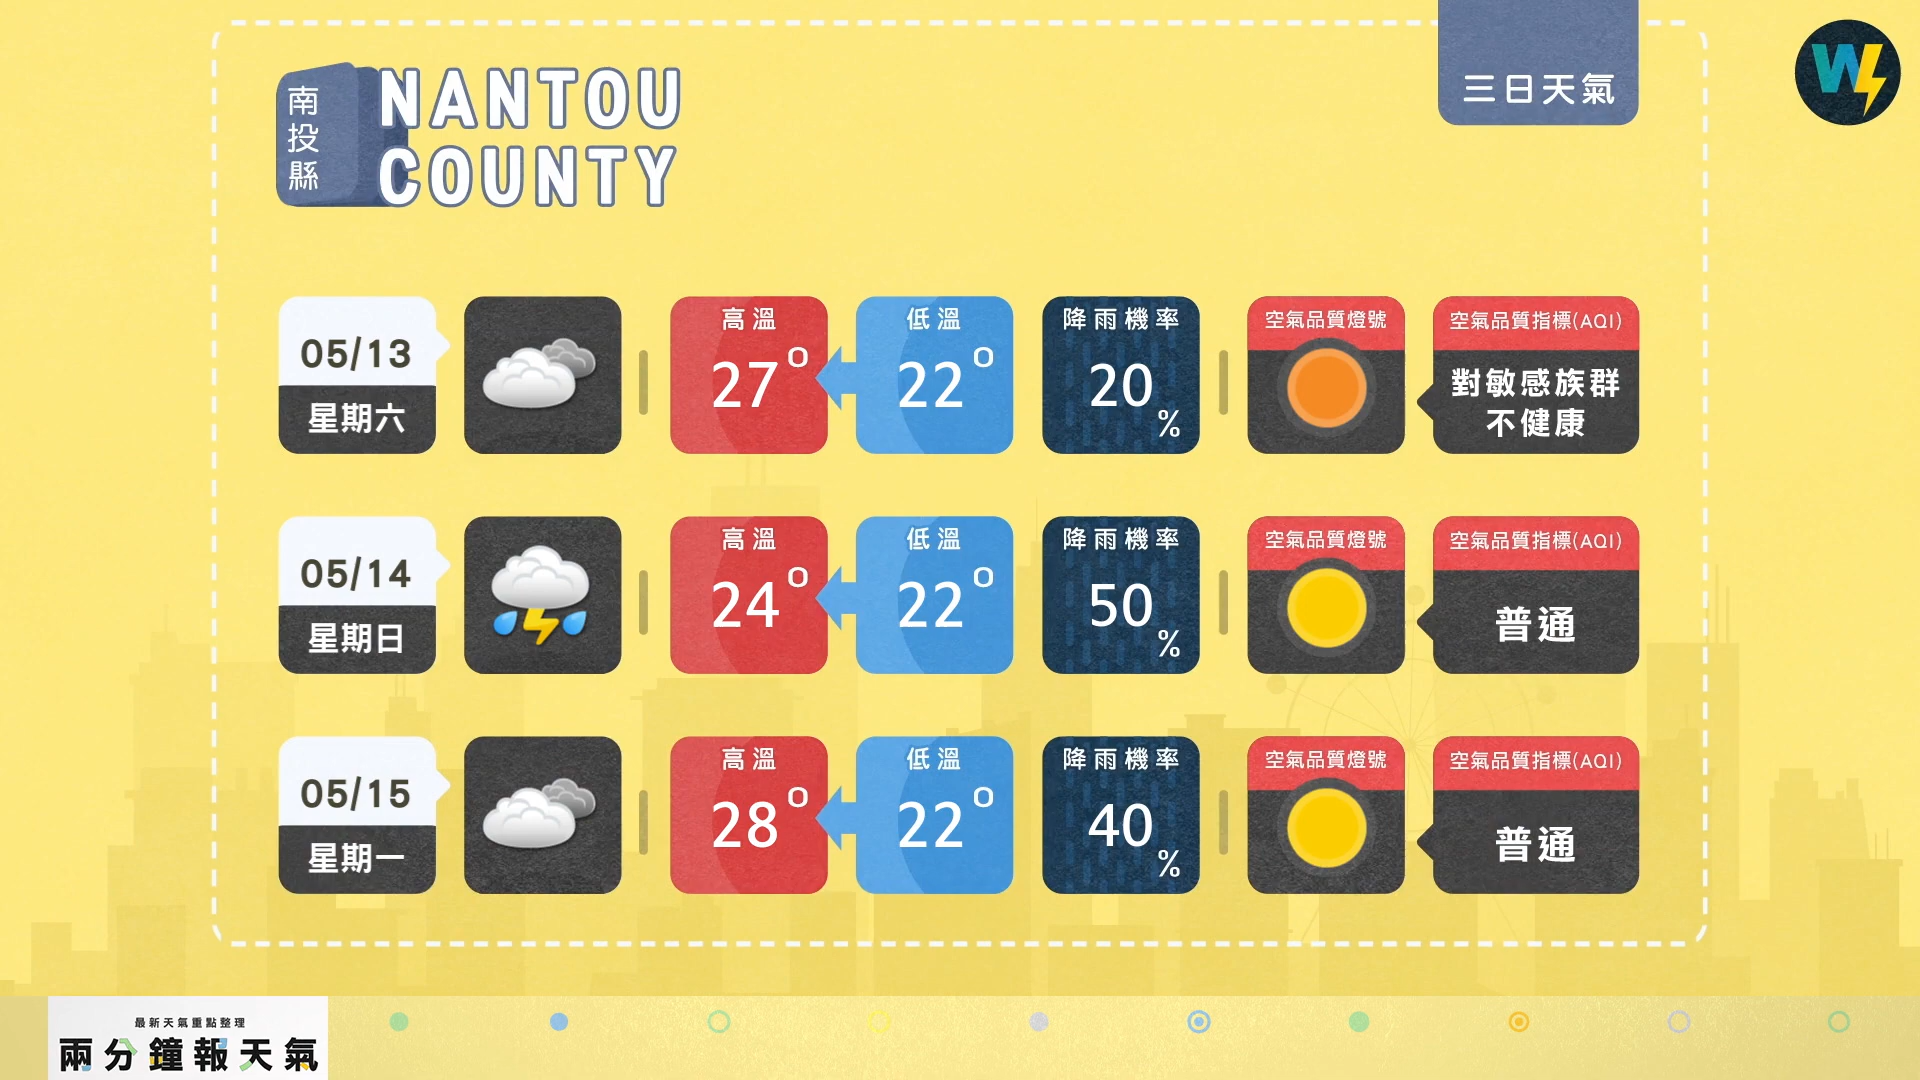 南投縣
NANTOU
COUNTY
三日天氣
W
05/13
星期六
高溫
27°
低溫
22°
降雨機率
20%
空氣品質燈號
空氣品質指標(AQI)
對敏感族群
不健康
05/14
星期日
高溫
24°
低溫
22°
降雨機率
50%
空氣品質燈號
空氣品質指標(AQI)
普通
05/15
星期一
高溫
28°
低溫
22°
降雨機率
40%
空氣品質燈號
空氣品質指標(AQI)
普通
最新天氣重點整理
兩分鐘報天氣